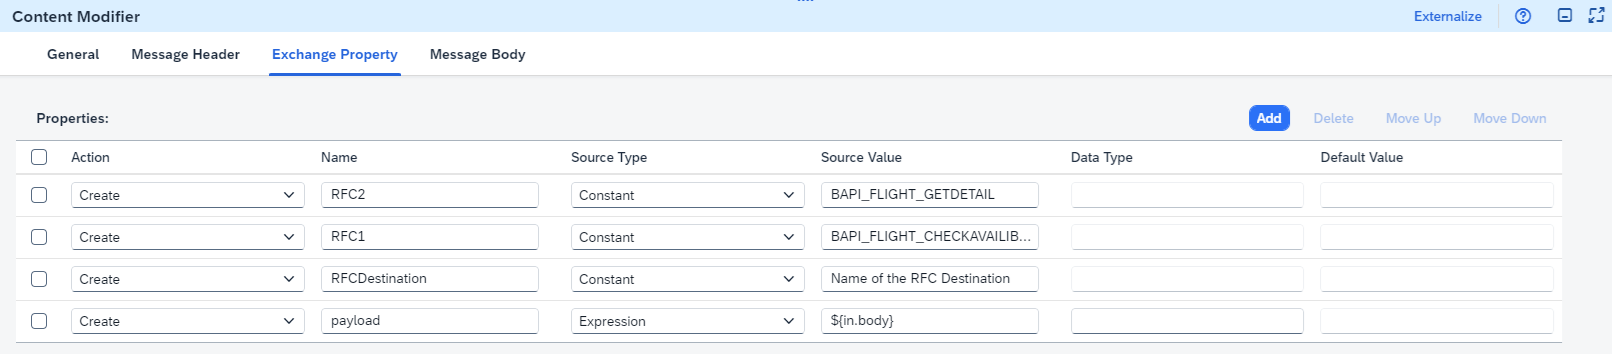 Content Modifier Externalize
General Message Header Exchange Property Message Body
Properties: Add Delete Move Up Move Down
Action Name Source Type Source Value Data Type Default Value
Create RFC2 Constant BAPI_FLIGHT_GETDETAIL
Create RFC1 Constant BAPI_FLIGHT_CHECKAVAILIB...
Create RFCDestination Constant Name of the RFC Destination
Create payload Expression ${in.body}